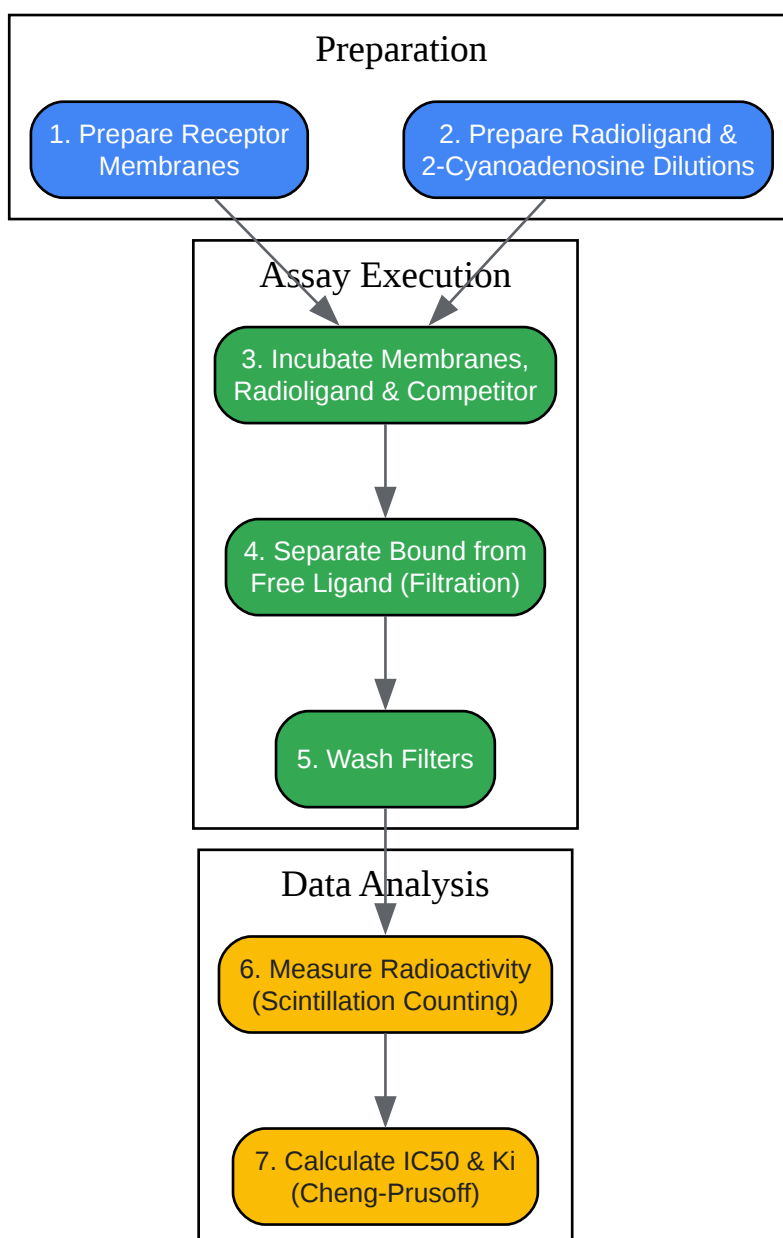 Preparation
1. Prepare Receptor
Membranes
2. Prepare Radioligand &
2-Cyanoadenosine Dilutions
Assay Execution
3. Incubate Membranes,
Radioligand & Competitor
4. Separate Bound from
Free Ligand (Filtration)
5. Wash Filters
Data Analysis
6. Measure Radioactivity
(Scintillation Counting)
7. Calculate IC50 & Ki
(Cheng-Prusoff)